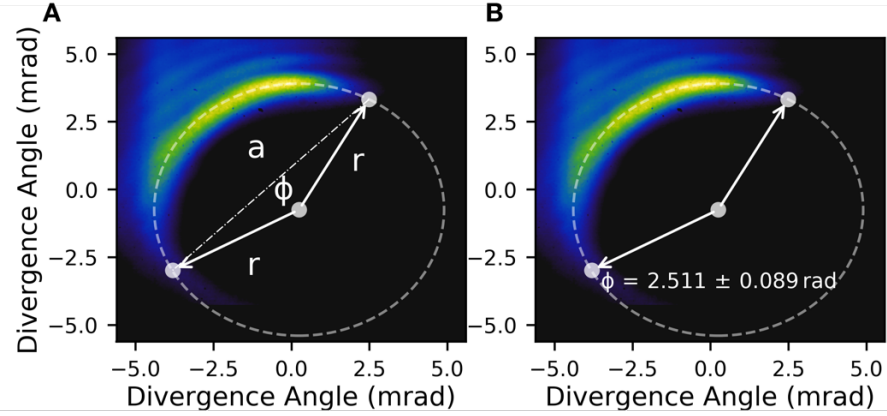 A
B
Divergence Angle (mrad)
5.0
2.5
0.0
−2.5
−5.0
a
r
ϕ
r
−5.0 −2.5 0.0 2.5 5.0
Divergence Angle (mrad)
5.0
2.5
0.0
−2.5
−5.0
ϕ = 2.511 ± 0.089 rad
−5.0 −2.5 0.0 2.5 5.0
Divergence Angle (mrad)